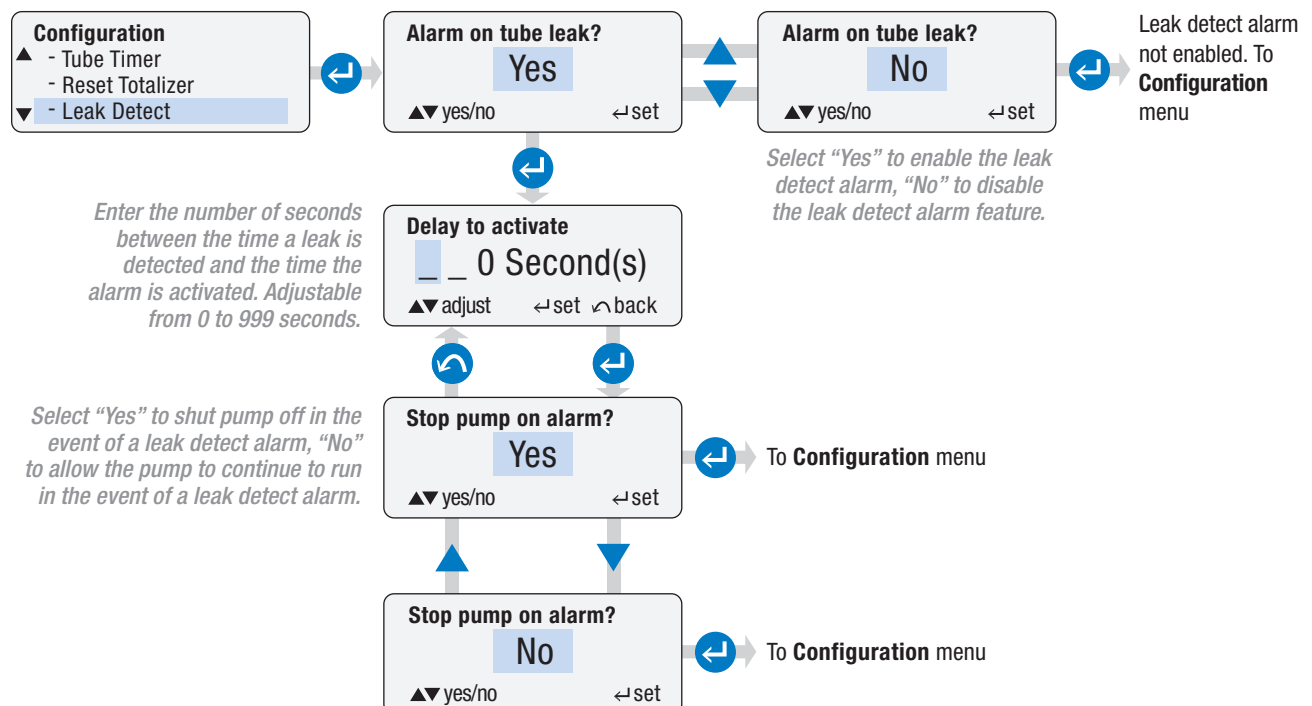 Configuration
▲ - Tube Timer
- Reset Totalizer
▼ - Leak Detect
Alarm on tube leak?
Yes
▲▼ yes/no ↵ set
Alarm on tube leak?
No
▲▼ yes/no ↵ set
Leak detect alarm
not enabled. To
Configuration
menu
Select “Yes” to enable the leak
detect alarm, “No” to disable
the leak detect alarm feature.
Enter the number of seconds
between the time a leak is
detected and the time the
alarm is activated. Adjustable
from 0 to 999 seconds.
Delay to activate
_ _ 0 Second(s)
▲▼ adjust ↵ set ↶ back
Select “Yes” to shut pump off in the
event of a leak detect alarm, “No”
to allow the pump to continue to run
in the event of a leak detect alarm.
Stop pump on alarm?
Yes
▲▼ yes/no ↵ set
To Configuration menu
Stop pump on alarm?
No
▲▼ yes/no ↵ set
To Configuration menu